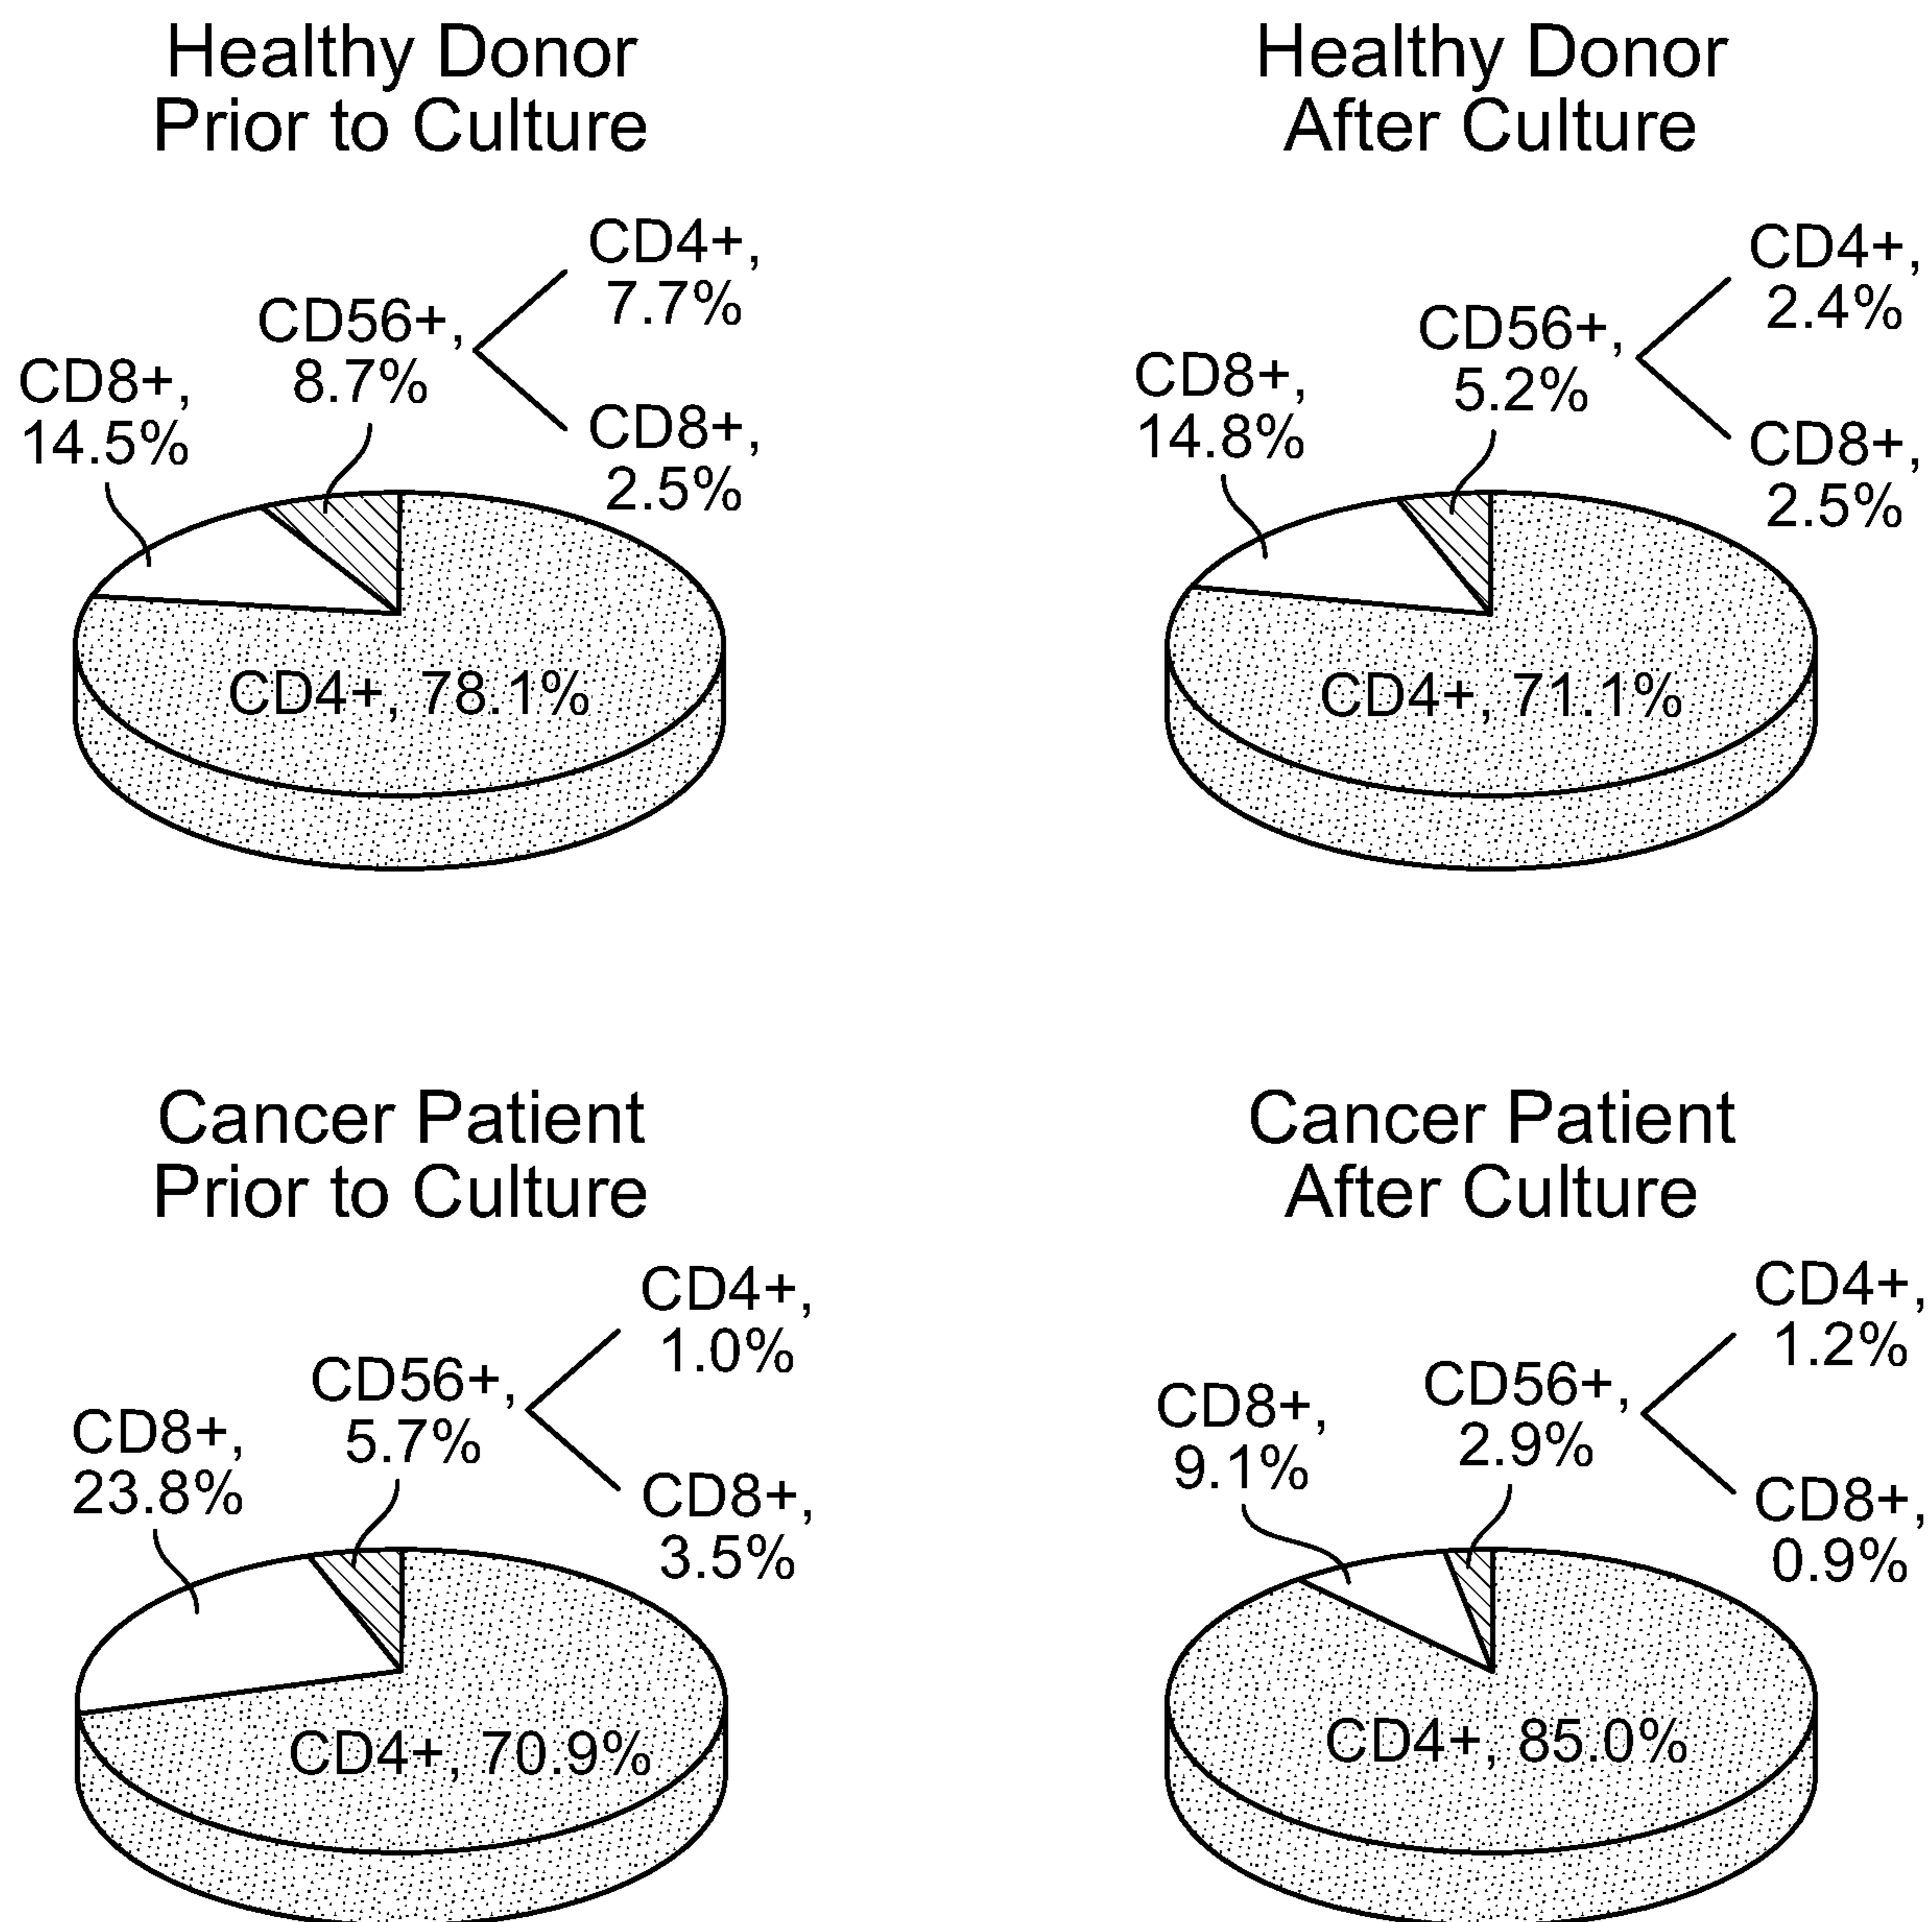 Healthy Donor
Prior to Culture
CD4+,
7.7%
CD56+,
8.7%
CD8+,
14.5%
CD8+,
2.5%
CD4+, 78.1%
Healthy Donor
After Culture
CD4+,
2.4%
CD56+,
5.2%
CD8+,
14.8%
CD8+,
2.5%
CD4+, 71.1%
Cancer Patient
Prior to Culture
CD4+,
1.0%
CD56+,
5.7%
CD8+,
23.8%
CD8+,
3.5%
CD4+, 70.9%
Cancer Patient
After Culture
CD4+,
1.2%
CD56+,
2.9%
CD8+,
9.1%
CD8+,
0.9%
CD4+, 85.0%